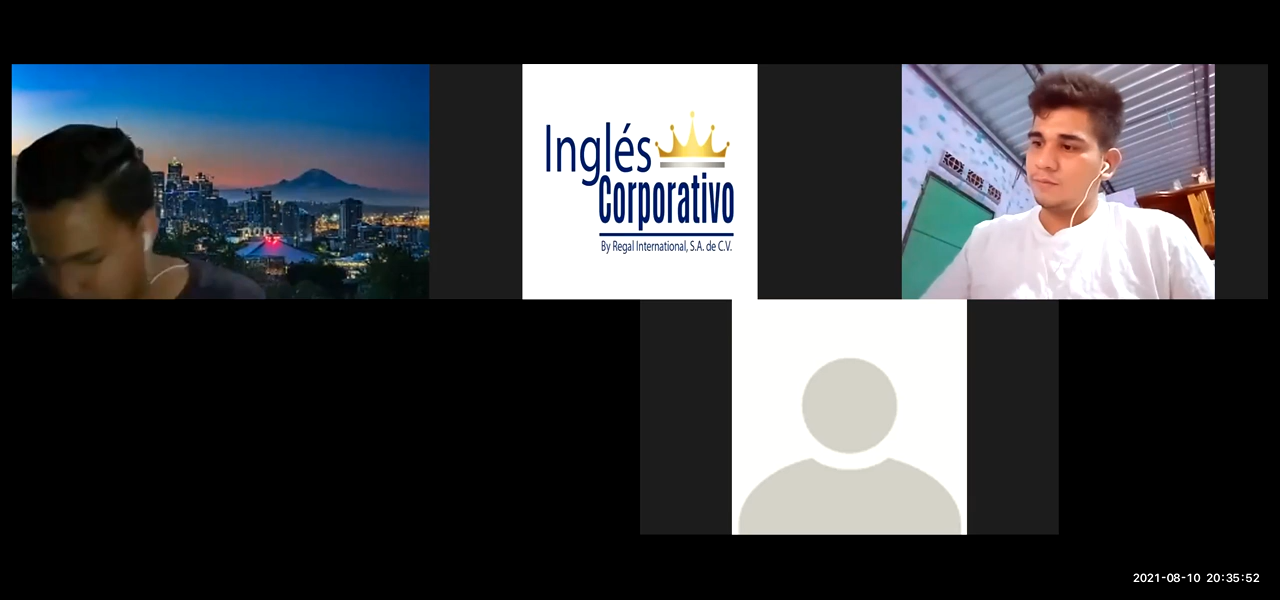 Inglés
Corporativo
By Regal International, S.A. de C.V.
2021-08-10 20:35:52